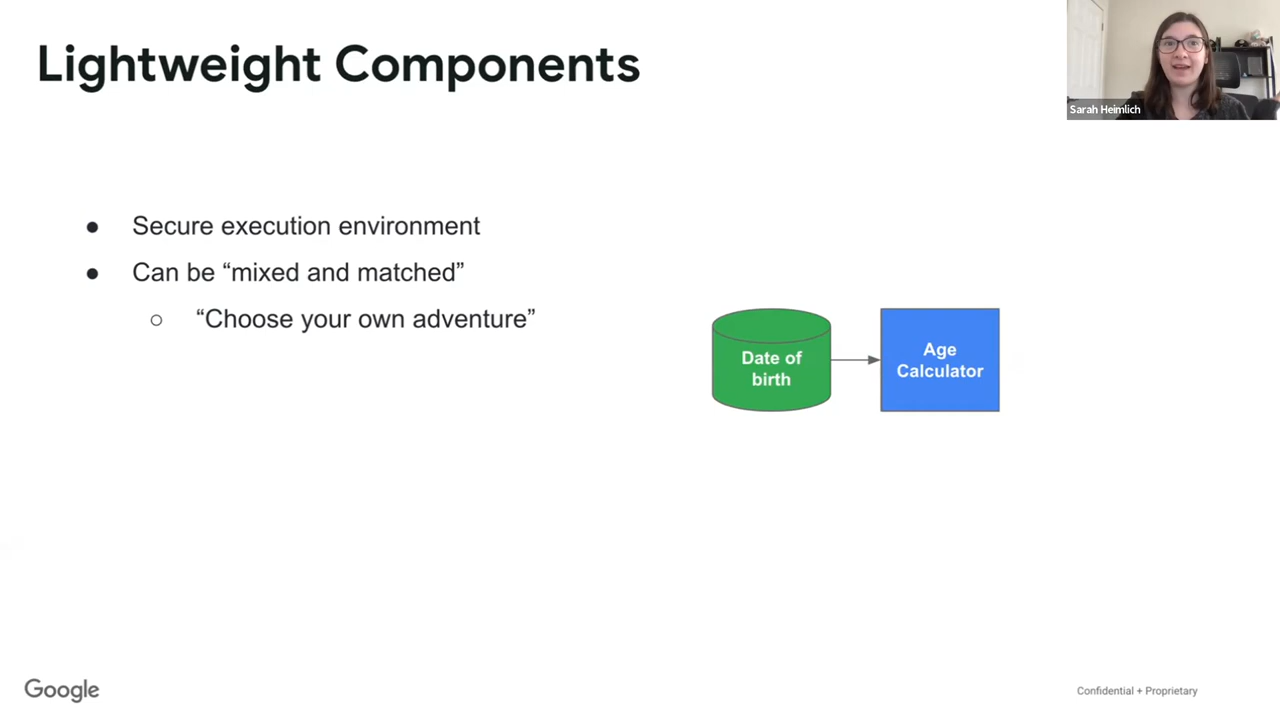 Lightweight Components
Sarah Heimlich
● Secure execution environment
● Can be “mixed and matched”
○ “Choose your own adventure”
Date of
birth
Age
Calculator
Google
Confidential + Proprietary